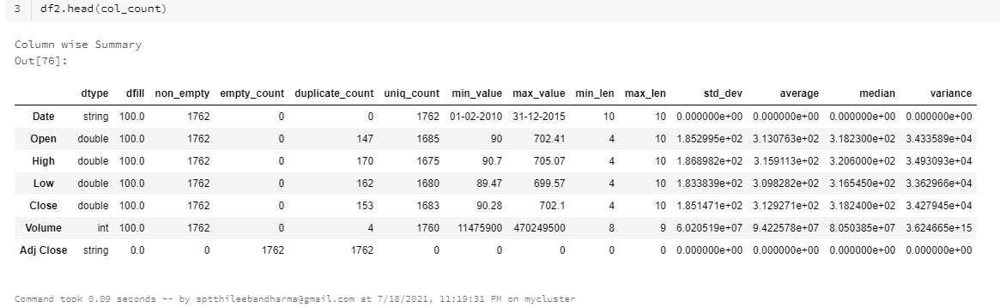 3 df2.head(col_count)
Column wise Summary
Out[76]:
dtype dfill non_empty empty_count duplicate_count uniq_count min_value max_value min_len max_len std_dev average median variance
Date string 100.0 1762 0 0 1762 01-02-2010 31-12-2015 10 10 0.000000e+00 0.000000e+00 0.000000e+00 0.000000e+00
Open double 100.0 1762 0 147 1685 90 702.41 4 10 1.852995e+02 3.130763e+02 3.182300e+02 3.433589e+04
High double 100.0 1762 0 170 1675 90.7 705.07 4 10 1.868982e+02 3.159113e+02 3.206000e+02 3.493093e+04
Low double 100.0 1762 0 162 1680 89.47 699.57 4 10 1.833839e+02 3.098282e+02 3.165450e+02 3.362966e+04
Close double 100.0 1762 0 153 1683 90.28 702.1 4 10 1.851471e+02 3.129271e+02 3.182400e+02 3.427945e+04
Volume int 100.0 1762 0 4 1760 11475900 470249500 8 9 6.020519e+07 9.422578e+07 8.050385e+07 3.624665e+15
Adj Close string 0.0 0 1762 1762 0 0 0 0 0 0.000000e+00 0.000000e+00 0.000000e+00 0.000000e+00
Command took 0.09 seconds -- by sptthileebandharma@gmail.com at 7/18/2021, 11:19:31 PM on mycluster